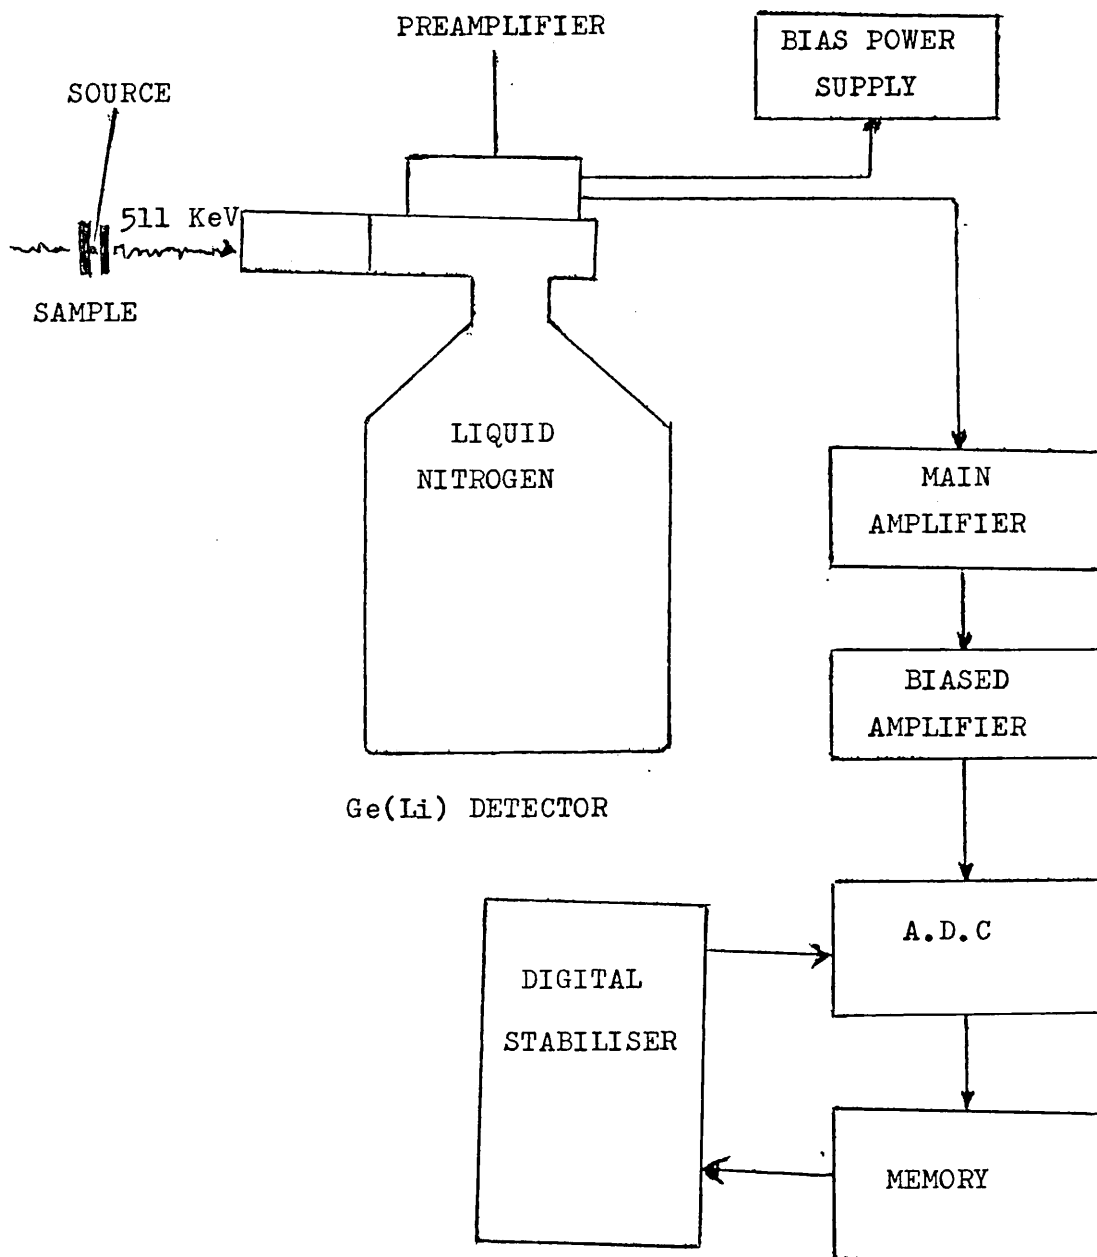 PREAMPLIFIER
BIAS POWER
SUPPLY
SOURCE
511 KeV
SAMPLE
LIQUID
NITROGEN
MAIN
AMPLIFIER
BIASED
AMPLIFIER
Ge(Li) DETECTOR
A.D.C
DIGITAL
STABILISER
MEMORY